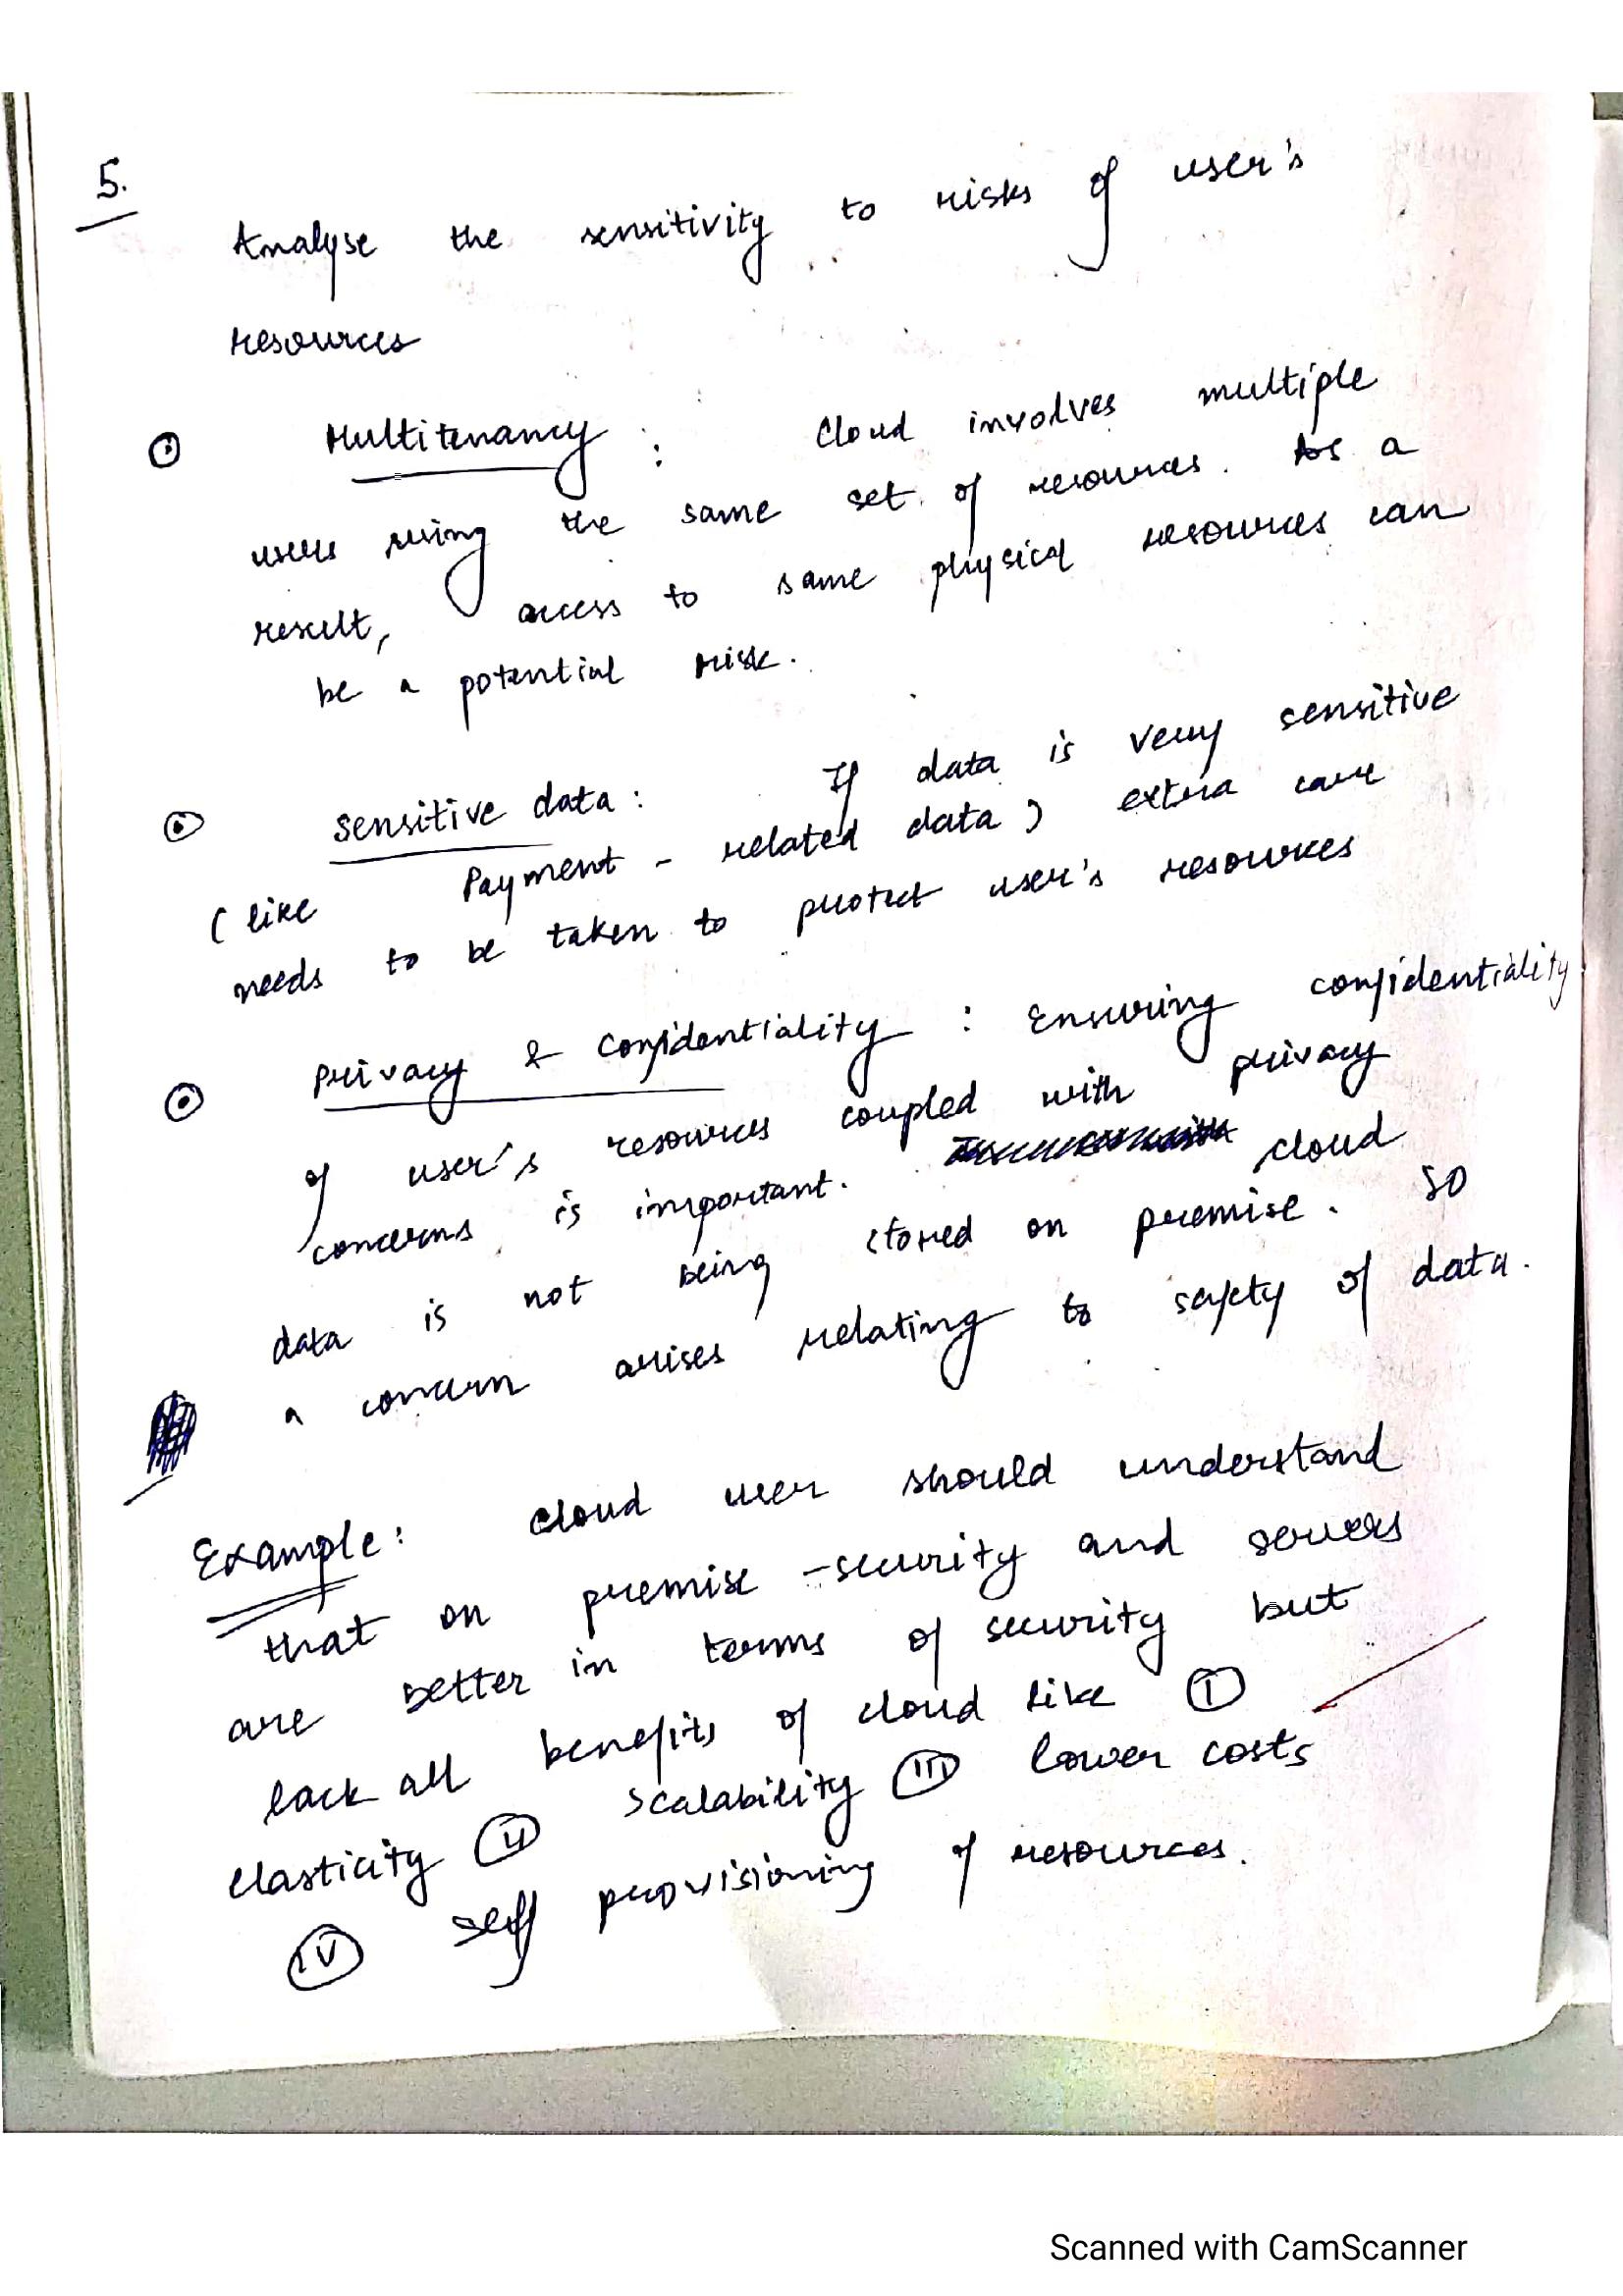 5.
Analyse the sensitivity to risks of user's
resources
Multitenancy : Cloud involves multiple
users using the same set of resources. As a
result, access to same physical resources can
be a potential risk.
Sensitive data : If data is very sensitive
(like Payment - related data) extra care
needs to be taken to protect user's resources
Privacy & Confidentiality : Ensuring confidentiality
of user's resources coupled with privacy
concerns is important. cloud
data is not being stored on premise. SO
a concern arises relating to safety of data.
Example : Cloud user should understand
that on premise -security and servers
are better in terms of security but
lack all benefits of cloud like (i)
elasticity (ii) scalability (iii) lower costs
(iv) self provisioning of resources.
Scanned with CamScanner